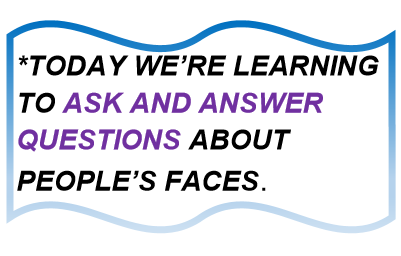 *TODAY WE’RE LEARNING
TO ASK AND ANSWER
QUESTIONS ABOUT
PEOPLE’S FACES.